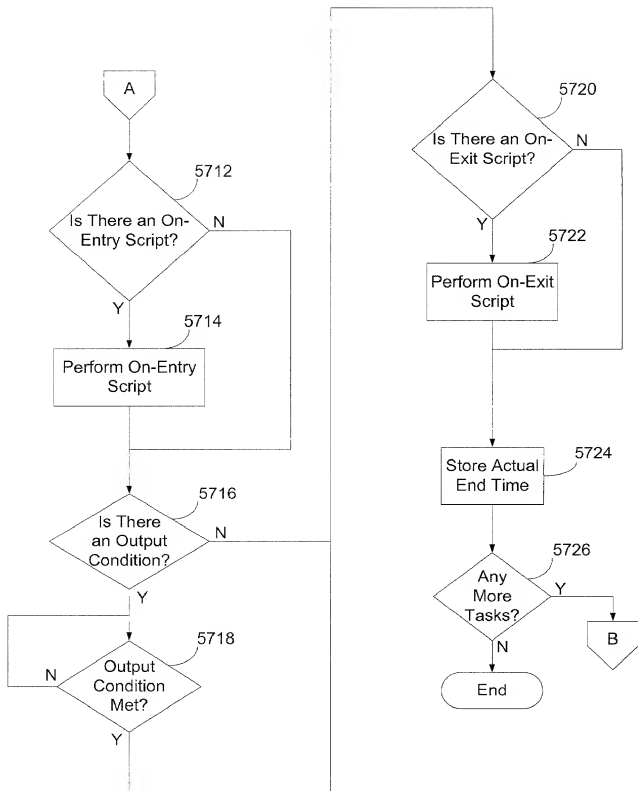 A
5712
Is There an On-
Entry Script?
N
Y
5714
Perform On-Entry
Script
5716
Is There
an Output
Condition?
N
Y
5718
Output
Condition
Met?
N
Y
5720
Is There an On-
Exit Script?
N
Y
5722
Perform On-Exit
Script
5724
Store Actual
End Time
5726
Any
More
Tasks?
Y
B
N
End